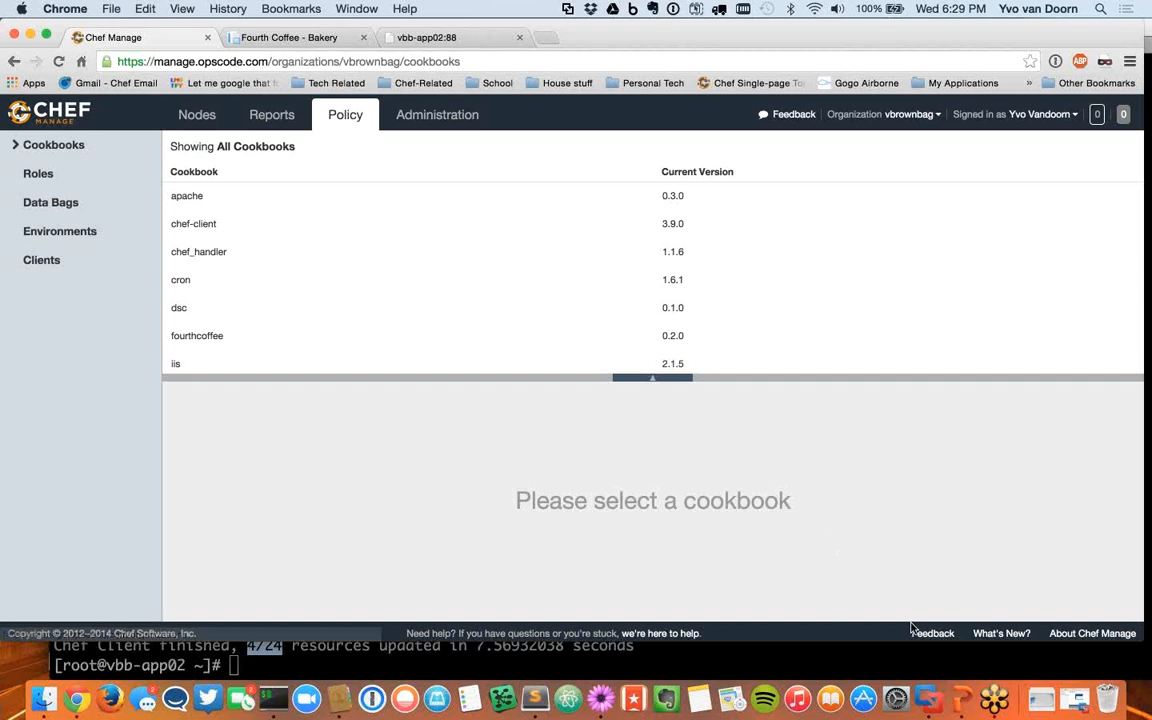 Chrome File Edit View History Bookmarks Window Help 100% Wed 6:29 PM Yvo van Doorn
Chef Manage Fourth Coffee - Bakery vbb-app02:88
https://manage.opscode.com/organizations/vbrownbag/cookbooks
Apps Gmail - Chef Email Let me google that f Tech Related Chef-Related School House stuff Personal Tech Chef Single-page To Gogo Airborne My Applications » Other Bookmarks
CHEF MANAGE Nodes Reports Policy Administration Feedback Organization vbrownbag Signed in as Yvo Vandoorn 0 0
Cookbooks
Roles
Data Bags
Environments
Clients
Showing All Cookbooks
Cookbook Current Version
apache 0.3.0
chef-client 3.9.0
chef_handler 1.1.6
cron 1.6.1
dsc 0.1.0
fourthcoffee 0.2.0
iis 2.1.5
Please select a cookbook
Copyright © 2012–2014 Chef Software, Inc. Need help? If you have questions or you're stuck, we're here to help. Feedback What's New? About Chef Manage
Chef Client finished, 4/24 resources updated in 7.56932038 seconds
[root@vbb-app02 ~]#